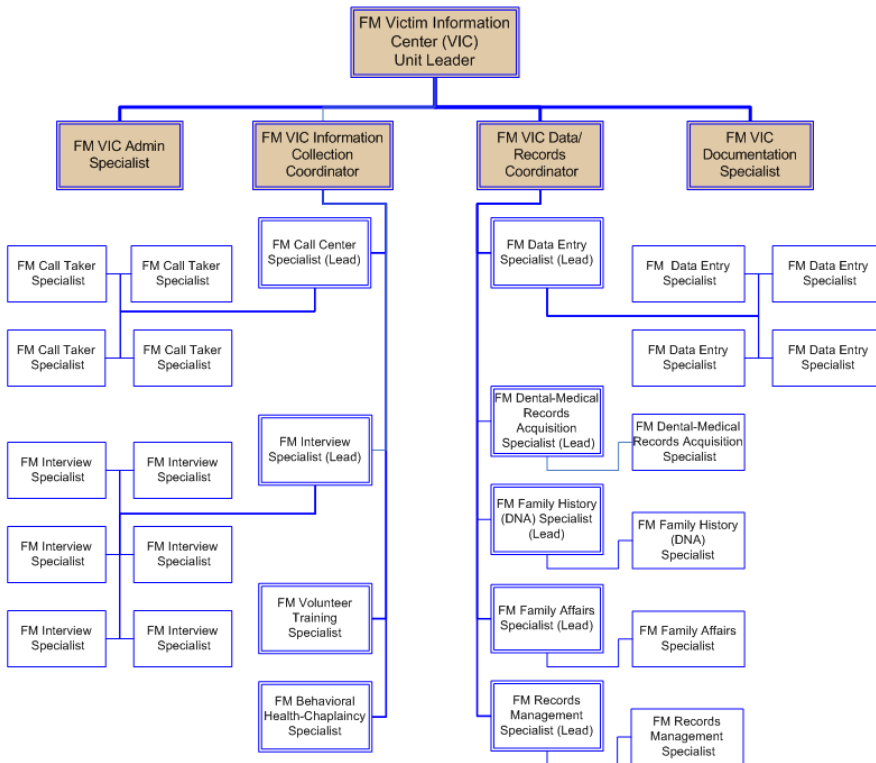 FM Victim Information
Center (VIC)
Unit Leader
FM VIC Admin
Specialist
FM VIC Information
Collection
Coordinator
FM VIC Data/
Records
Coordinator
FM VIC
Documentation
Specialist
FM Call Center
Specialist (Lead)
FM Call Taker
Specialist
FM Call Taker
Specialist
FM Call Taker
Specialist
FM Call Taker
Specialist
FM Interview
Specialist (Lead)
FM Interview
Specialist
FM Interview
Specialist
FM Interview
Specialist
FM Interview
Specialist
FM Interview
Specialist
FM Interview
Specialist
FM Volunteer
Training
Specialist
FM Behavioral
Health-Chaplaincy
Specialist
FM Data Entry
Specialist (Lead)
FM Data Entry
Specialist
FM Data Entry
Specialist
FM Data Entry
Specialist
FM Data Entry
Specialist
FM Dental-Medical
Records
Acquisition
Specialist (Lead)
FM Dental-Medical
Records Acquisition
Specialist
FM Family History
(DNA) Specialist
(Lead)
FM Family History
(DNA)
Specialist
FM Family Affairs
Specialist (Lead)
FM Family Affairs
Specialist
FM Records
Management
Specialist (Lead)
FM Records
Management
Specialist